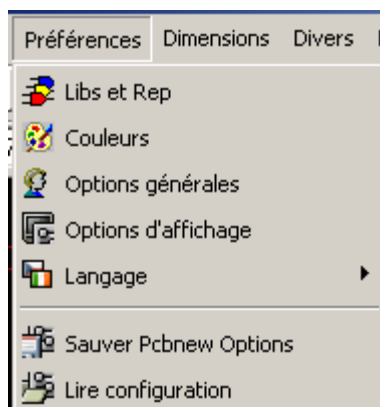 Préférences Dimensions Divers
Libs et Rep
Couleurs
Options générales
Options d'affichage
Langage
Sauver Pcbnew Options
Lire configuration